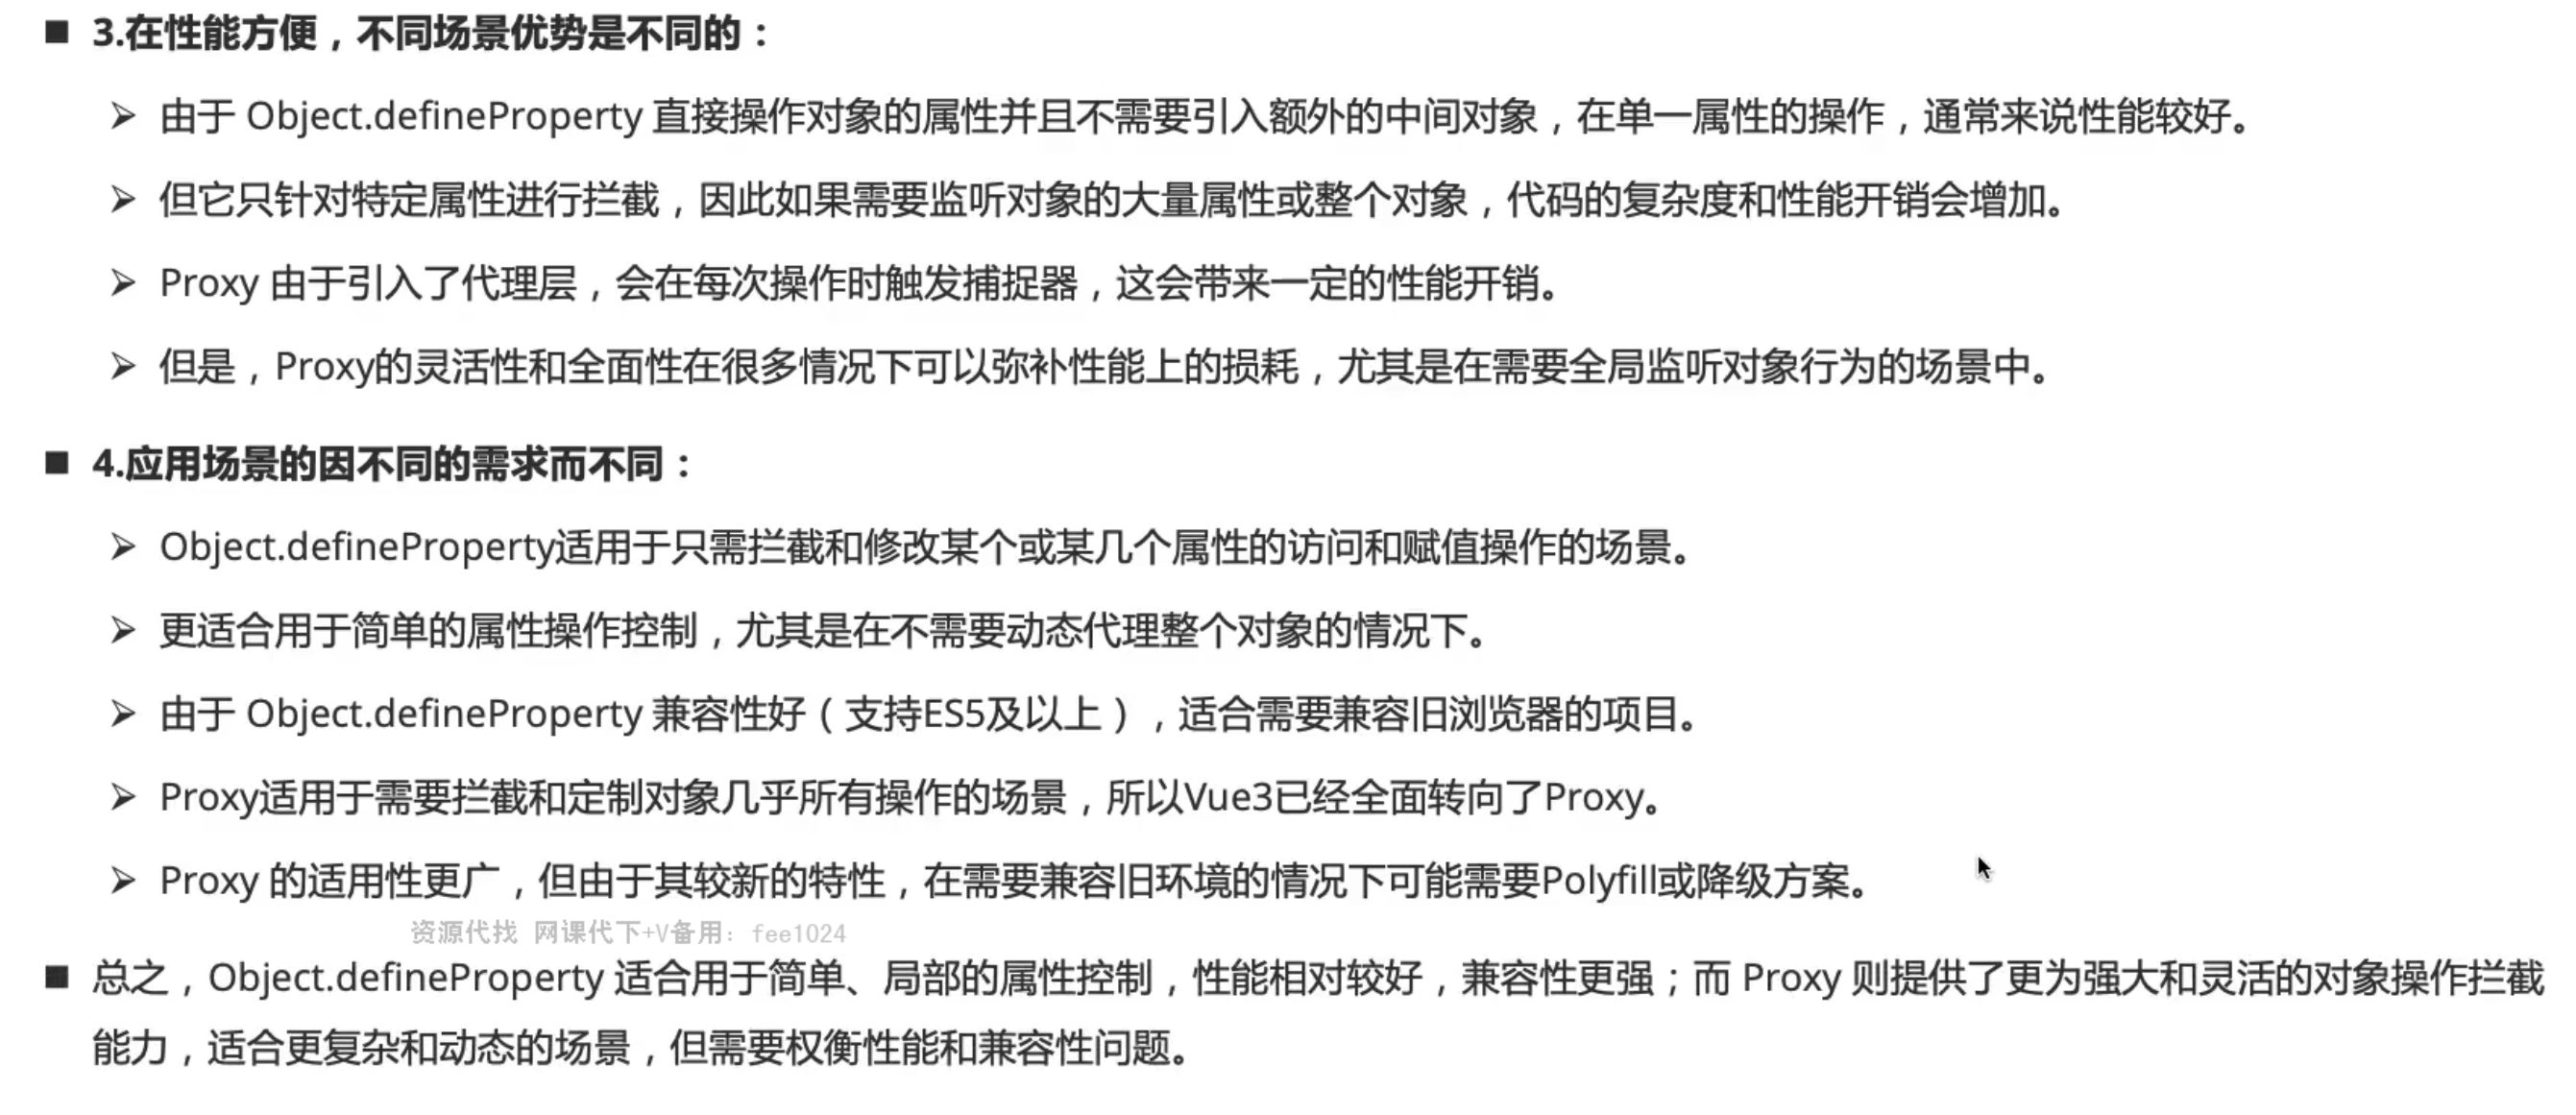 ■ 3.在性能方便，不同场景优势是不同的：
➢ 由于 Object.defineProperty 直接操作对象的属性并且不需要引入额外的中间对象，在单一属性的操作，通常来说性能较好。
➢ 但它只针对特定属性进行拦截，因此如果需要监听对象的大量属性或整个对象，代码的复杂度和性能开销会增加。
➢ Proxy 由于引入了代理层，会在每次操作时触发捕捉器，这会带来一定的性能开销。
➢ 但是，Proxy的灵活性和全面性在很多情况下可以弥补性能上的损耗，尤其是在需要全局监听对象行为的场景中。
■ 4.应用场景的因不同的需求而不同：
➢ Object.defineProperty适用于只需拦截和修改某个或某几个属性的访问和赋值操作的场景。
➢ 更适合用于简单的属性操作控制，尤其是在不需要动态代理整个对象的情况下。
➢ 由于 Object.defineProperty 兼容性好（支持ES5及以上），适合需要兼容旧浏览器的项目。
➢ Proxy适用于需要拦截和定制对象几乎所有操作的场景，所以Vue3已经全面转向了Proxy。
➢ Proxy 的适用性更广，但由于其较新的特性，在需要兼容旧环境的情况下可能需要Polyfill或降级方案。
资源代找 网课代下+V备用：fee1024
■ 总之，Object.defineProperty 适合用于简单、局部的属性控制，性能相对较好，兼容性更强；而 Proxy 则提供了更为强大和灵活的对象操作拦截
能力，适合更复杂和动态的场景，但需要权衡性能和兼容性问题。